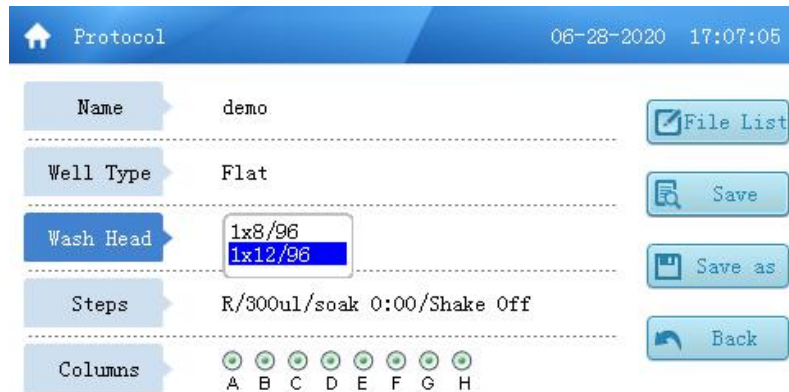 Protocol 06-28-2020 17:07:05
Name demo
File List
Well Type Flat
Save
Wash Head 1x8/96
1x12/96
Save as
Steps R/300ul/soak 0:00/Shake Off
Back
Columns
A B C D E F G H